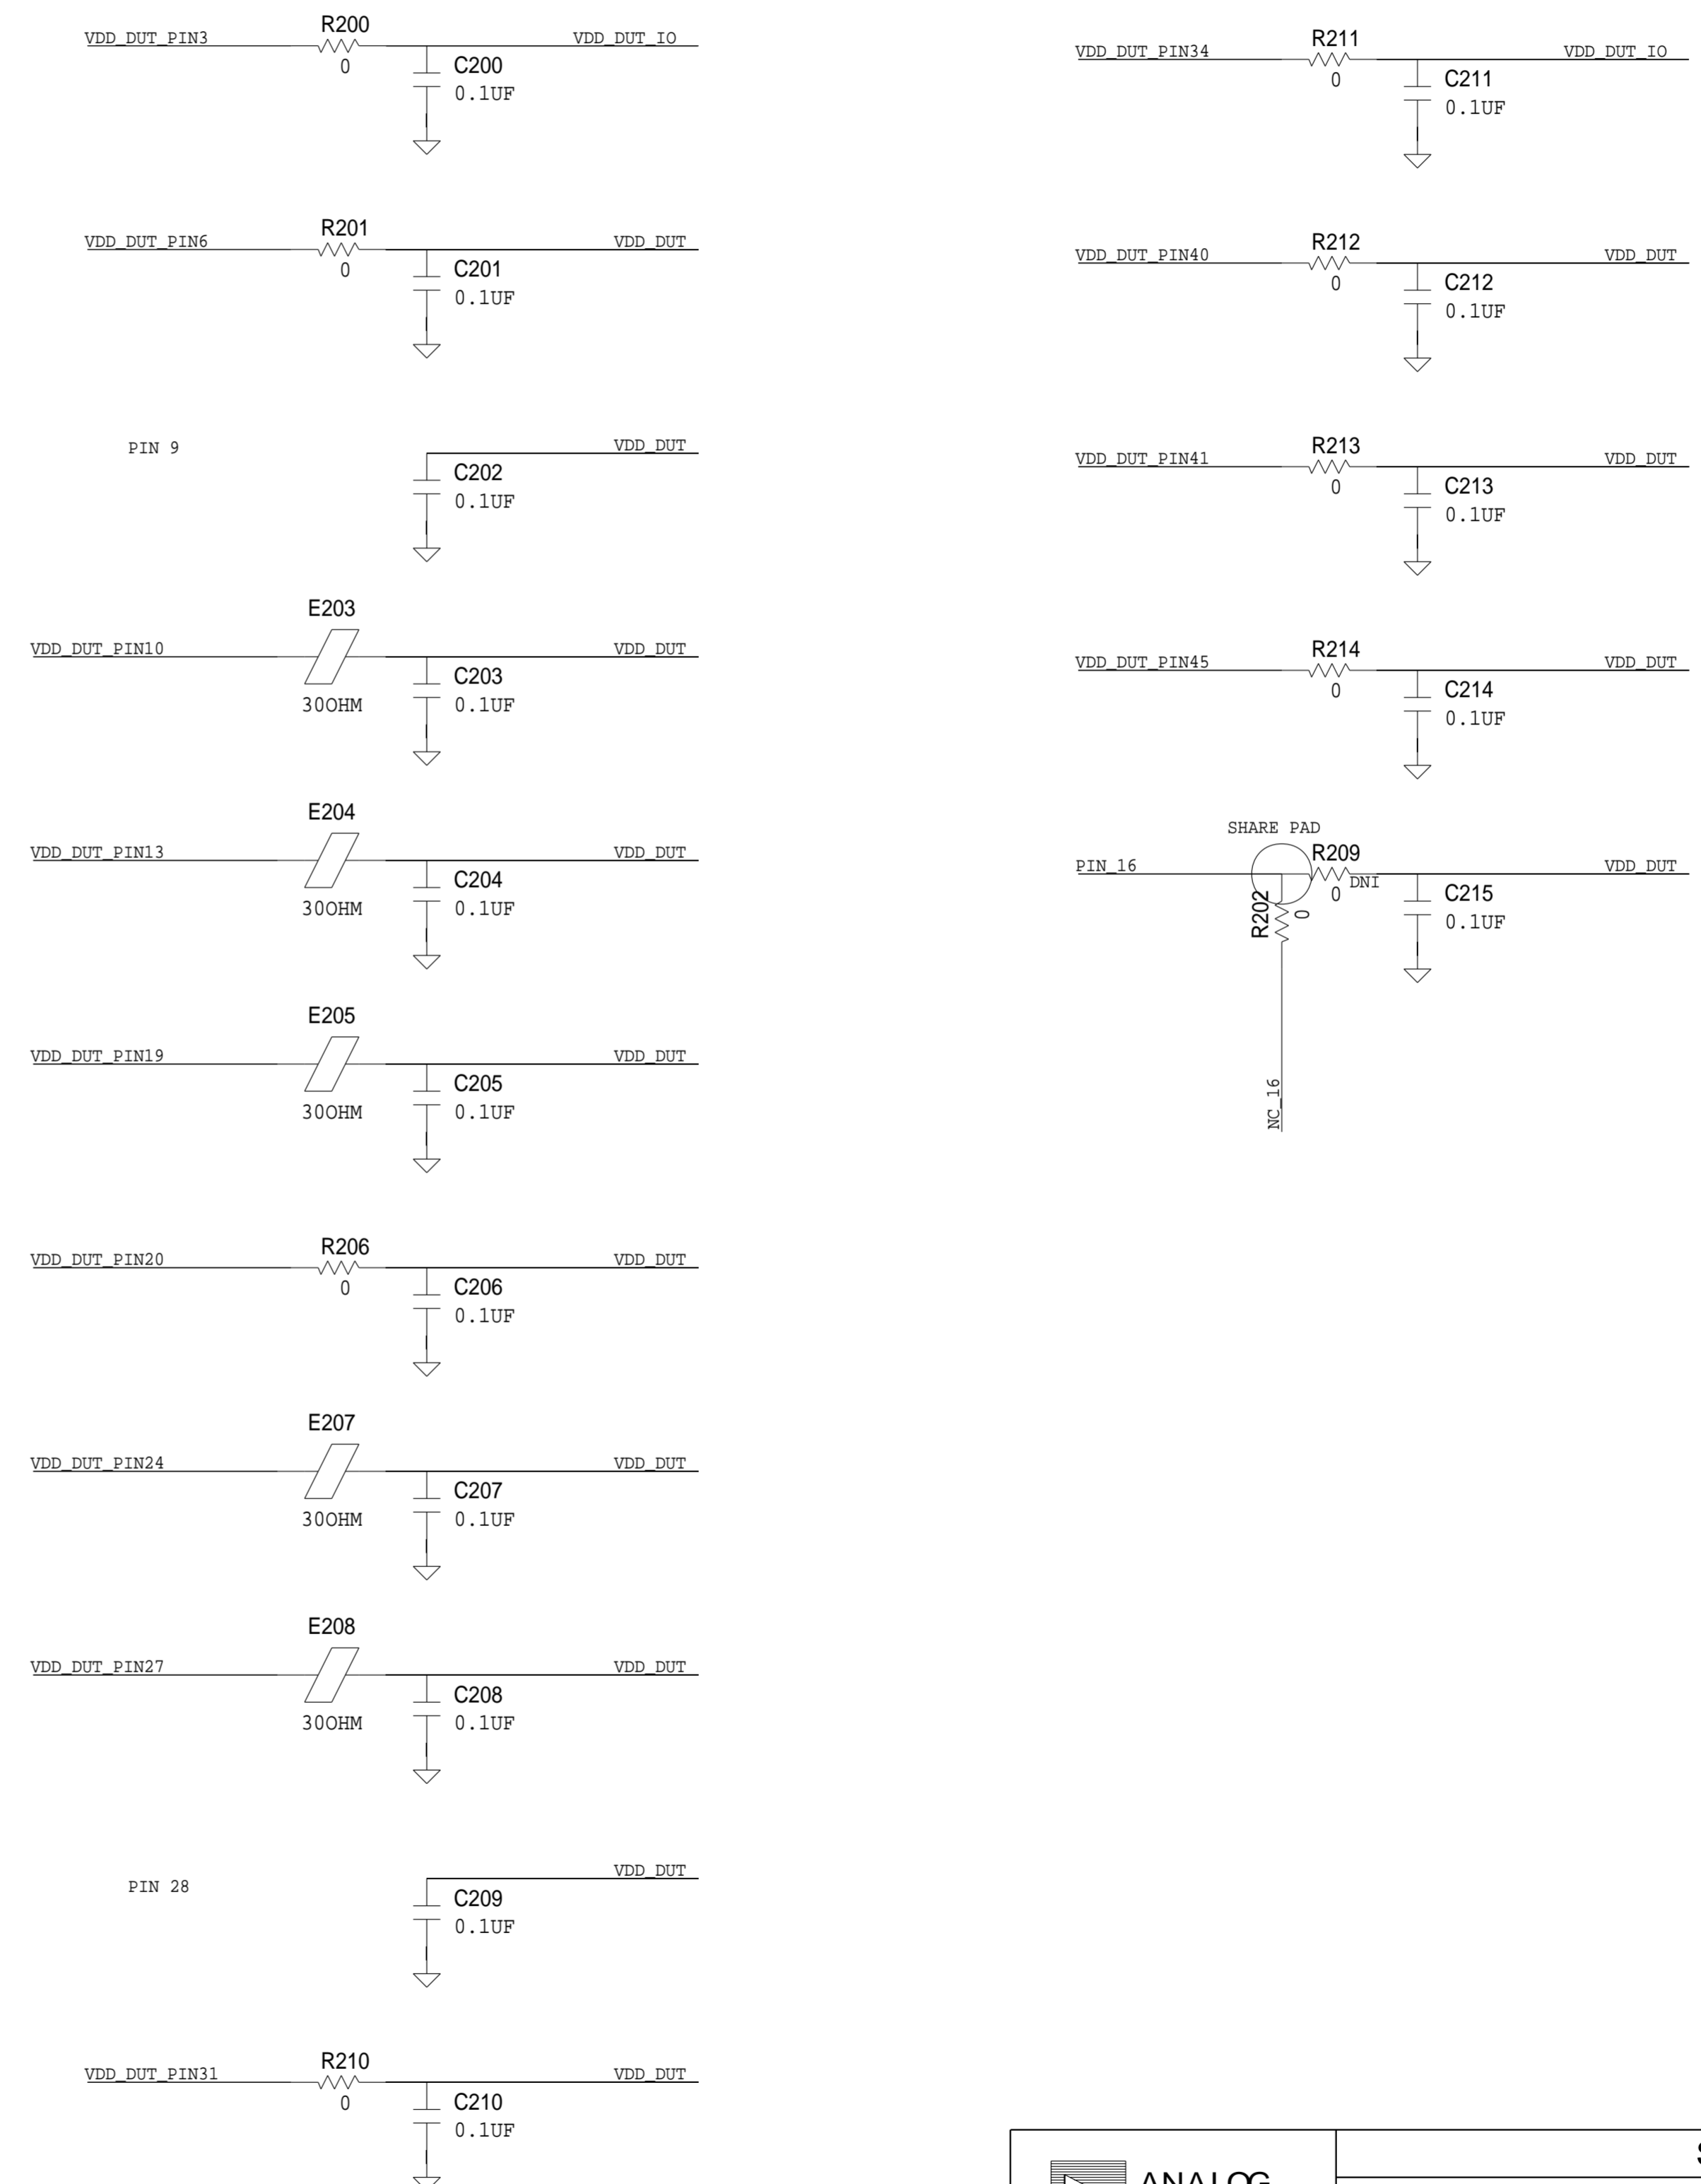 R200
VDD_DUT_PIN3
VDD_DUT_IO
0
C200
0.1UF
R201
VDD_DUT_PIN6
VDD_DUT
0
C201
0.1UF
PIN 9
VDD_DUT
C202
0.1UF
E203
VDD_DUT_PIN10
VDD_DUT
30OHM
C203
0.1UF
E204
VDD_DUT_PIN13
VDD_DUT
30OHM
C204
0.1UF
E205
VDD_DUT_PIN19
VDD_DUT
30OHM
C205
0.1UF
R206
VDD_DUT_PIN20
VDD_DUT
0
C206
0.1UF
E207
VDD_DUT_PIN24
VDD_DUT
30OHM
C207
0.1UF
E208
VDD_DUT_PIN27
VDD_DUT
30OHM
C208
0.1UF
PIN 28
VDD_DUT
C209
0.1UF
R210
VDD_DUT_PIN31
VDD_DUT
0
C210
0.1UF
R211
VDD_DUT_PIN34
VDD_DUT_IO
0
C211
0.1UF
R212
VDD_DUT_PIN40
VDD_DUT
0
C212
0.1UF
R213
VDD_DUT_PIN41
VDD_DUT
0
C213
0.1UF
R214
VDD_DUT_PIN45
VDD_DUT
0
C214
0.1UF
SHARE PAD
PIN_16
R209
VDD_DUT
0
DNI
C215
0.1UF
R202
0
NC_16
ANALOG